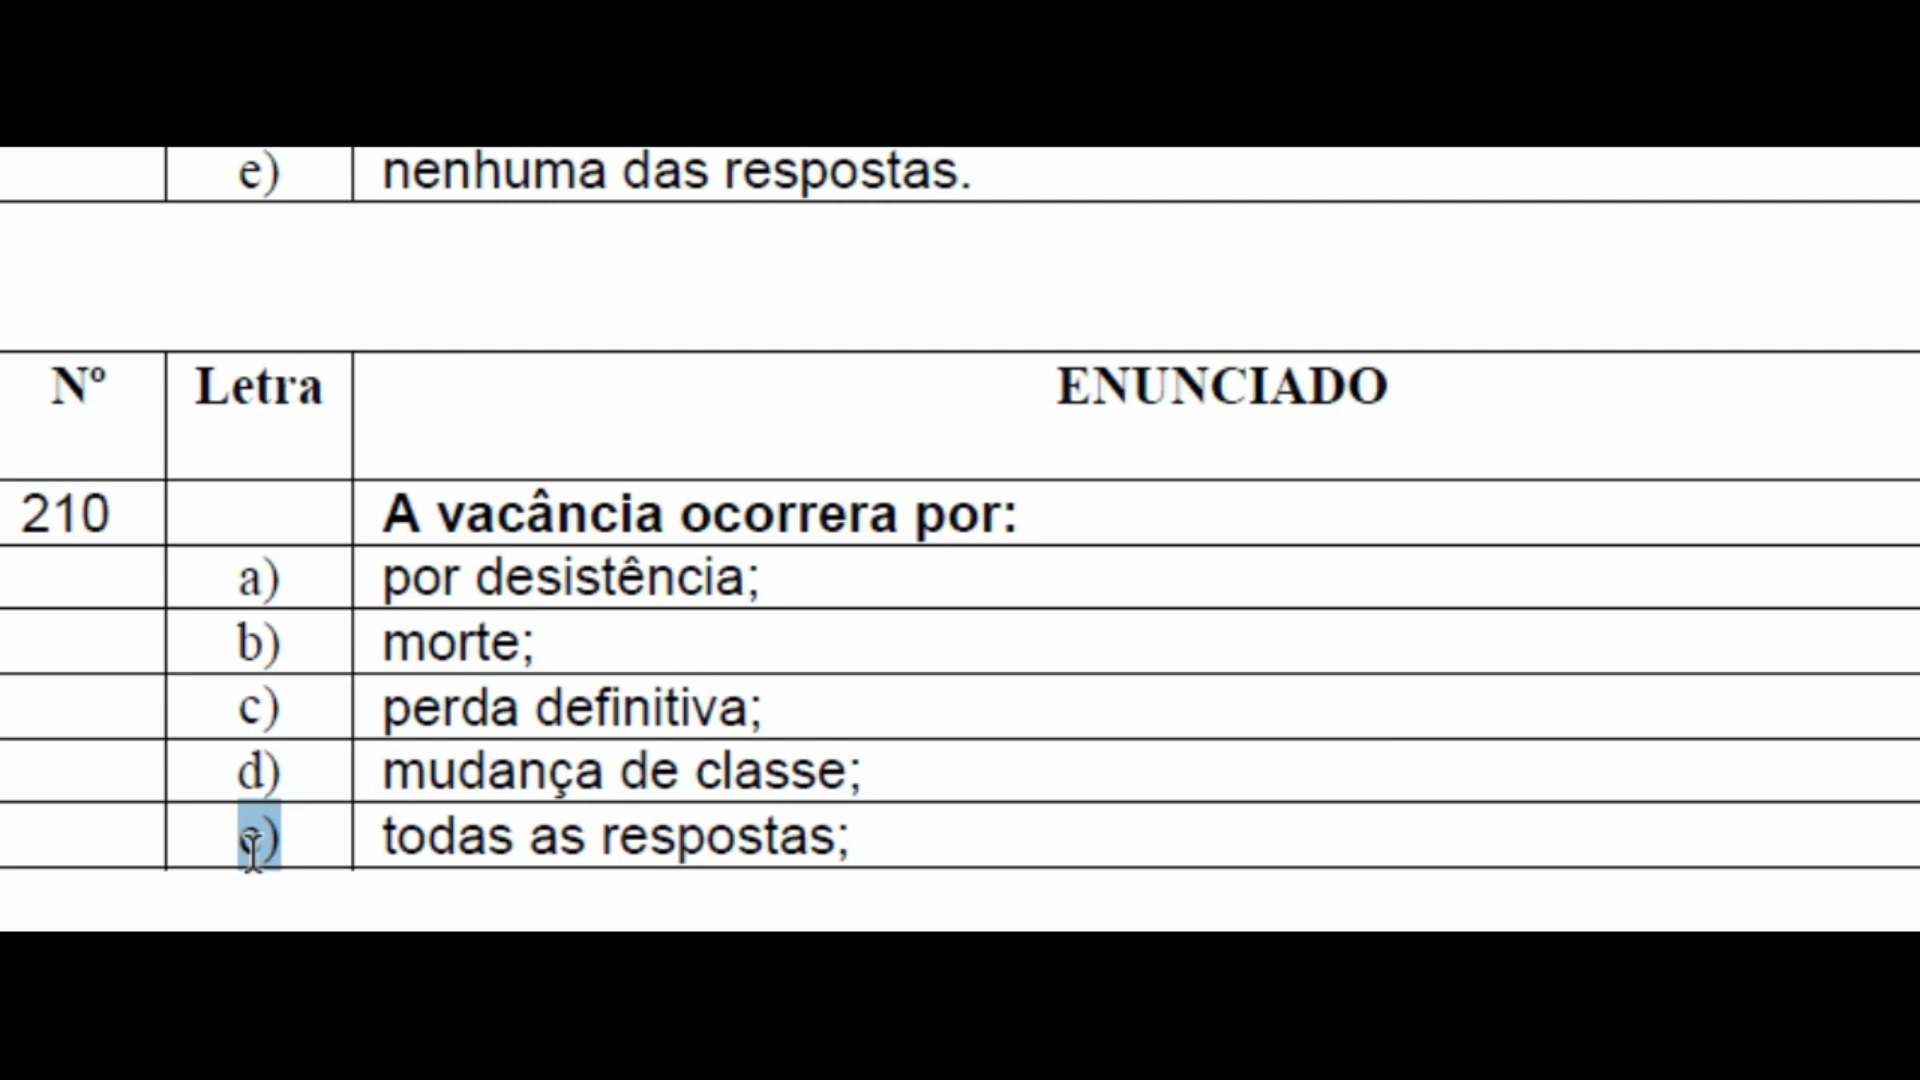 e) nenhuma das respostas.
Nº Letra ENUNCIADO
210 A vacância ocorrera por:
a) por desistência;
b) morte;
c) perda definitiva;
d) mudança de classe;
e) todas as respostas;